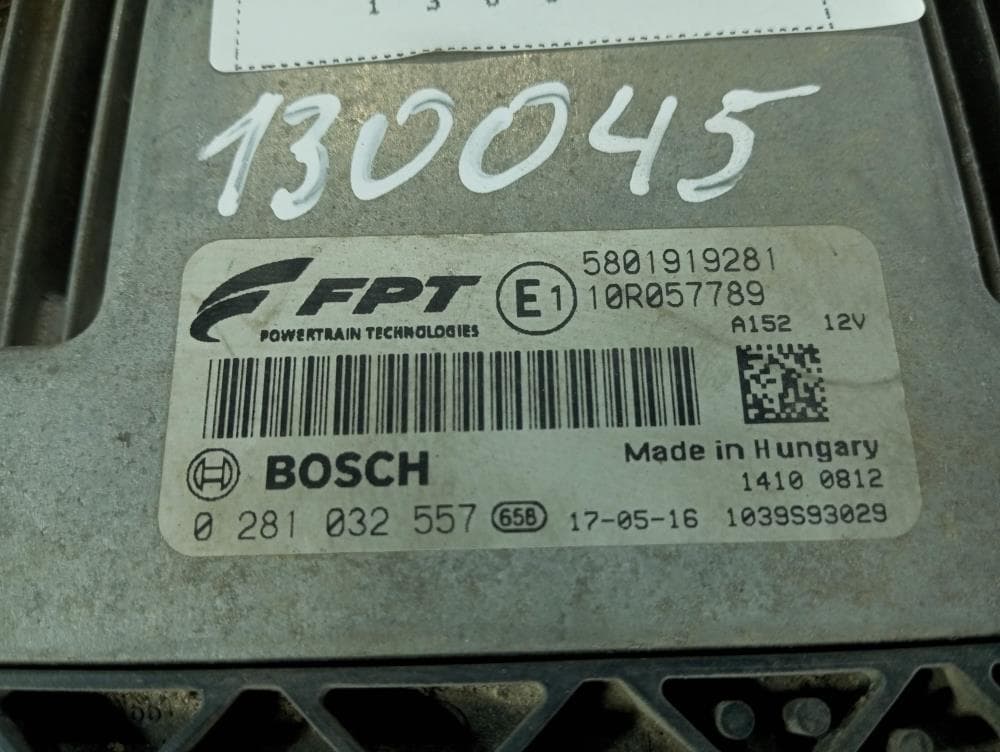 130045
FPT
POWERTRAIN TECHNOLOGIES
E1
5801919281
10R057789
A152 12V
BOSCH
Made in Hungary
1410 0812
0 281 032 557 65B 17-05-16 1039S93029